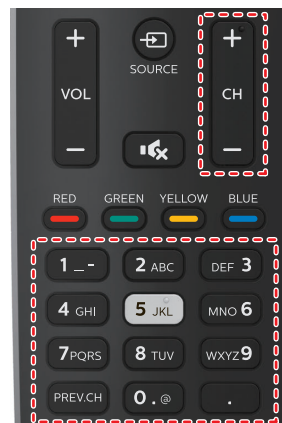 + SOURCE +
VOL CH
– –
RED GREEN YELLOW BLUE
1 _ - 2 ABC DEF 3
4 GHI 5 JKL MNO 6
7PQRS 8 TUV WXYZ9
PREV.CH 0 . @ .